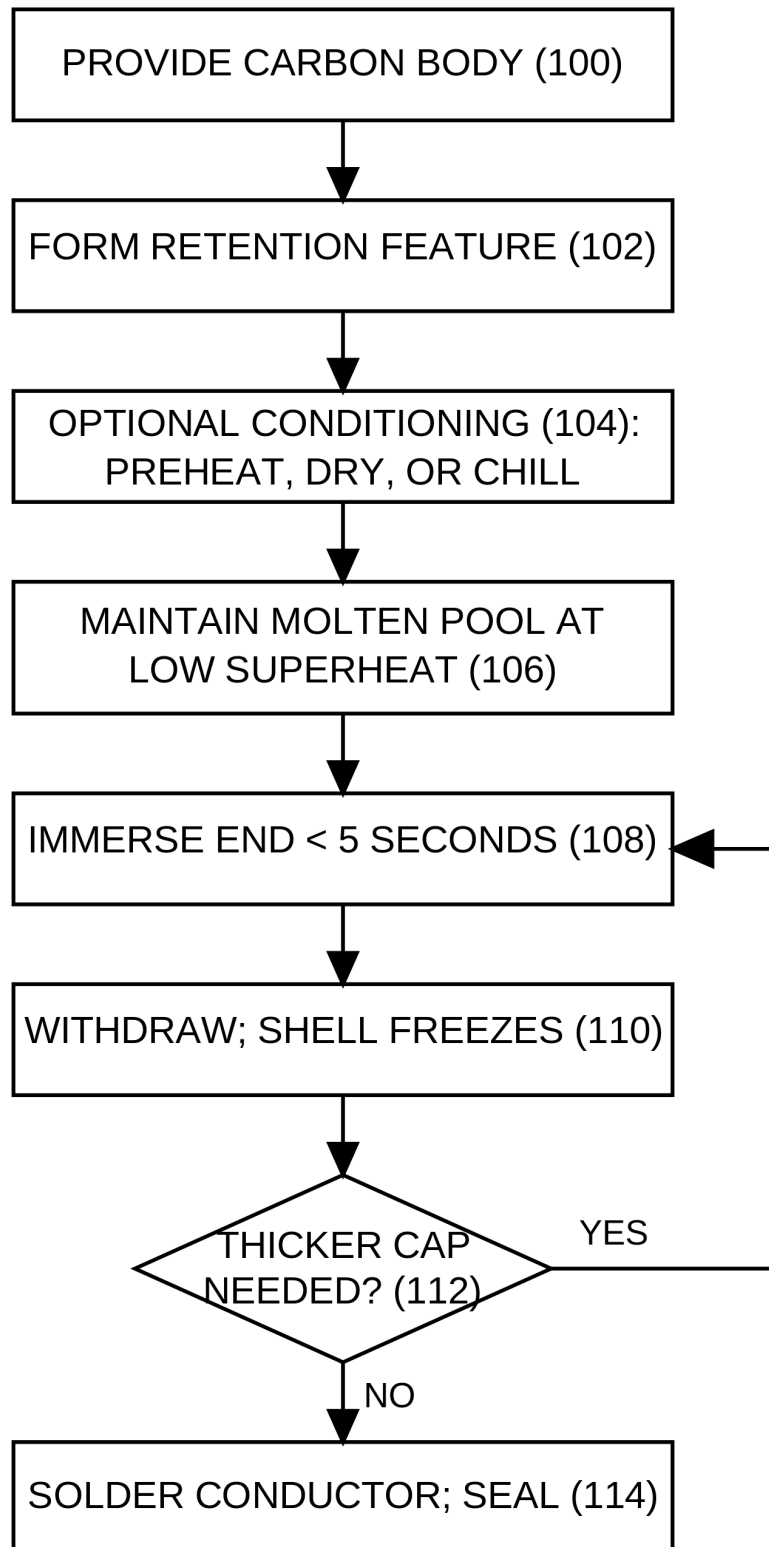 PROVIDE CARBON BODY (100)
FORM RETENTION FEATURE (102)
OPTIONAL CONDITIONING (104):
PREHEAT, DRY, OR CHILL
MAINTAIN MOLTEN POOL AT
LOW SUPERHEAT (106)
IMMERSE END < 5 SECONDS (108)
WITHDRAW; SHELL FREEZES (110)
THICKER CAP
NEEDED? (112)
YES
NO
SOLDER CONDUCTOR; SEAL (114)